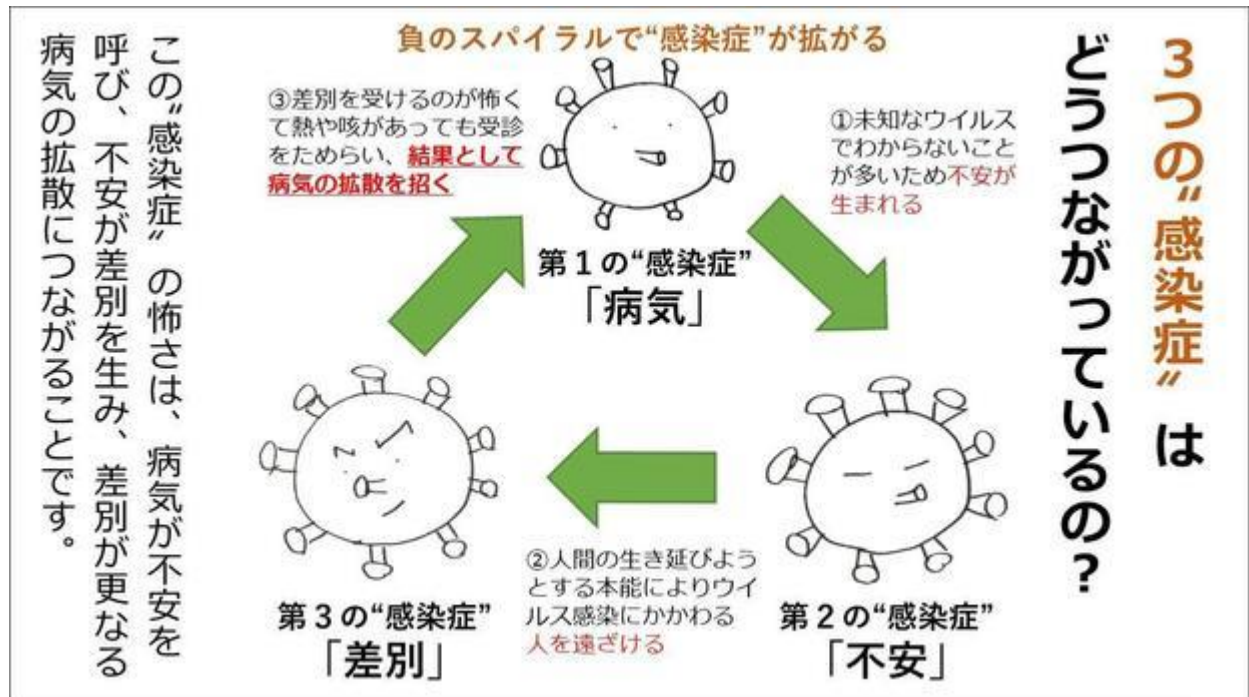 3つの“感染症”は
どうつながっているの?
負のスパイラルで“感染症”が拡がる
①未知なウイルス
でわからないこと
が多いため不安が
生まれる
③差別を受けるのが怖く
て熱や咳があっても受診
をためらい、結果として
病気の拡散を招く
第1の“感染症”
「病気」
②人間の生き延びよう
とする本能によりウイ
ルス感染にかかわる
人を遠ざける
第2の“感染症”
「不安」
第3の“感染症”
「差別」
この“感染症”の怖さは、病気が不安を
呼び、不安が差別を生み、差別が更なる
病気の拡散につながることです。